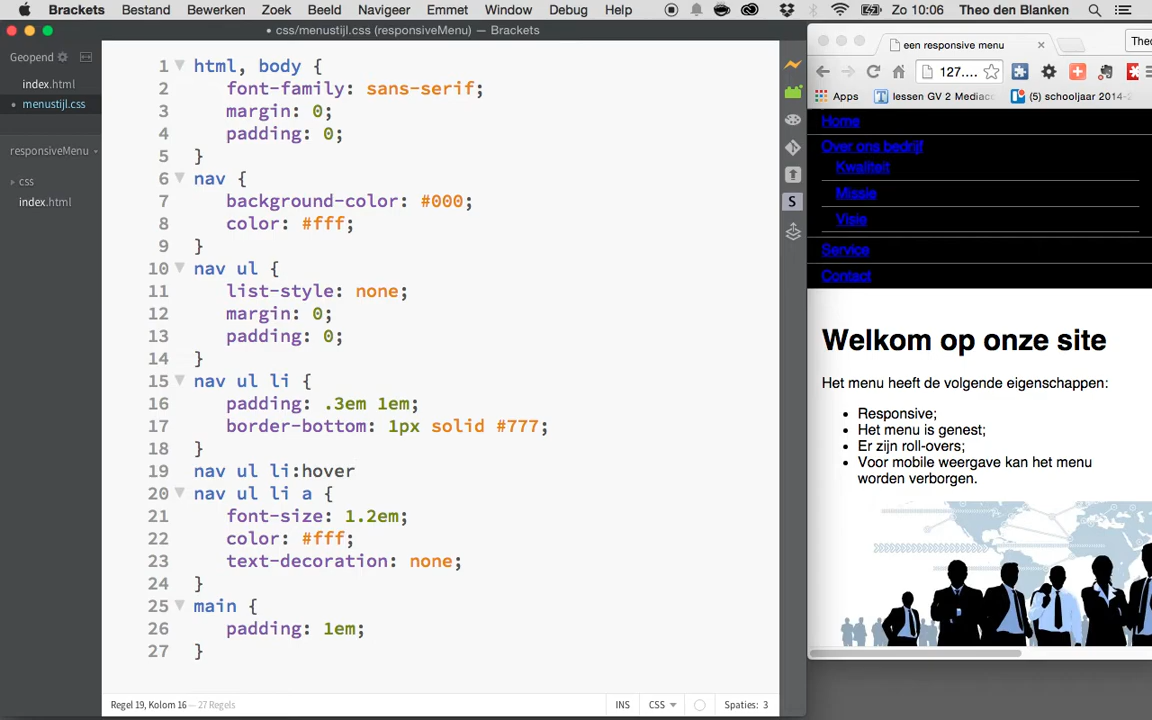 Brackets Bestand Bewerken Zoek Beeld Navigeer Emmet Window Debug Help Zo 10:06 Theo den Blanken
• css/menustijl.css (responsiveMenu) — Brackets
een responsive menu
Geopend
index.html
• menustijl.css
responsiveMenu
css
index.html
1 html, body {
2 font-family: sans-serif;
3 margin: 0;
4 padding: 0;
5 }
6 nav {
7 background-color: #000;
8 color: #fff;
9 }
10 nav ul {
11 list-style: none;
12 margin: 0;
13 padding: 0;
14 }
15 nav ul li {
16 padding: .3em 1em;
17 border-bottom: 1px solid #777;
18 }
19 nav ul li:hover
20 nav ul li a {
21 font-size: 1.2em;
22 color: #fff;
23 text-decoration: none;
24 }
25 main {
26 padding: 1em;
27 }
Regel 19, Kolom 16 — 27 Regels INS CSS Spaties: 3
S
127....
Apps lessen GV 2 Mediacc (5) schooljaar 2014-2
Home
Over ons bedrijf
Kwaliteit
Missie
Visie
Service
Contact
Welkom op onze site
Het menu heeft de volgende eigenschappen:
• Responsive;
• Het menu is genest;
• Er zijn roll-overs;
• Voor mobile weergave kan het menu
worden verborgen.